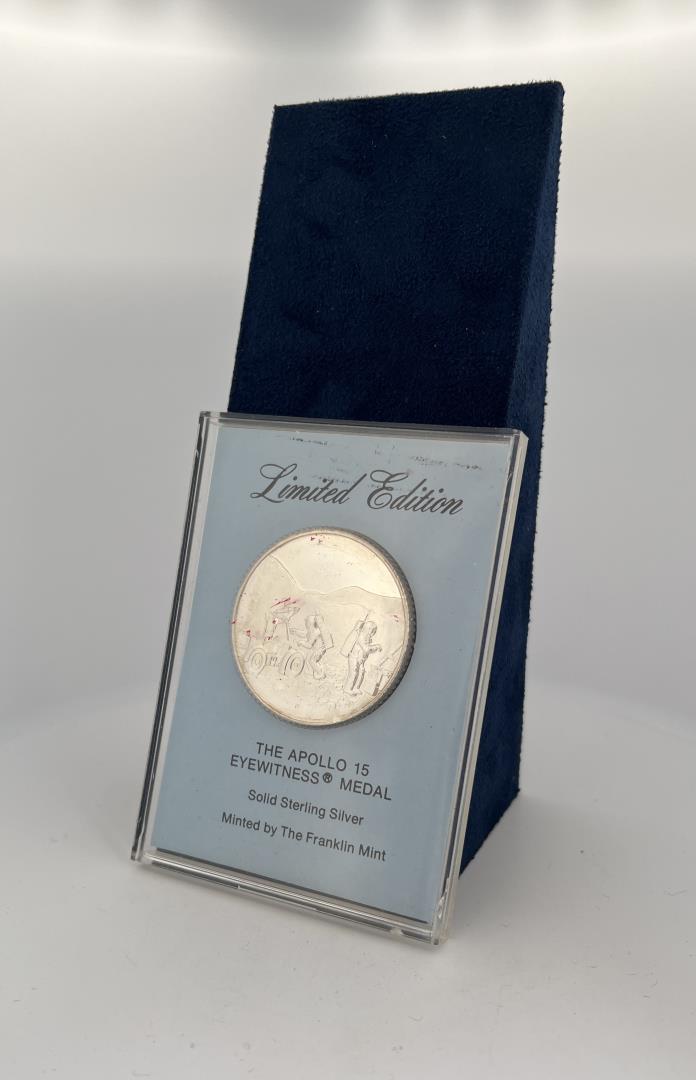 Limited Edition
THE APOLLO 15
EYEWITNESS® MEDAL
Solid Sterling Silver
Minted by The Franklin Mint